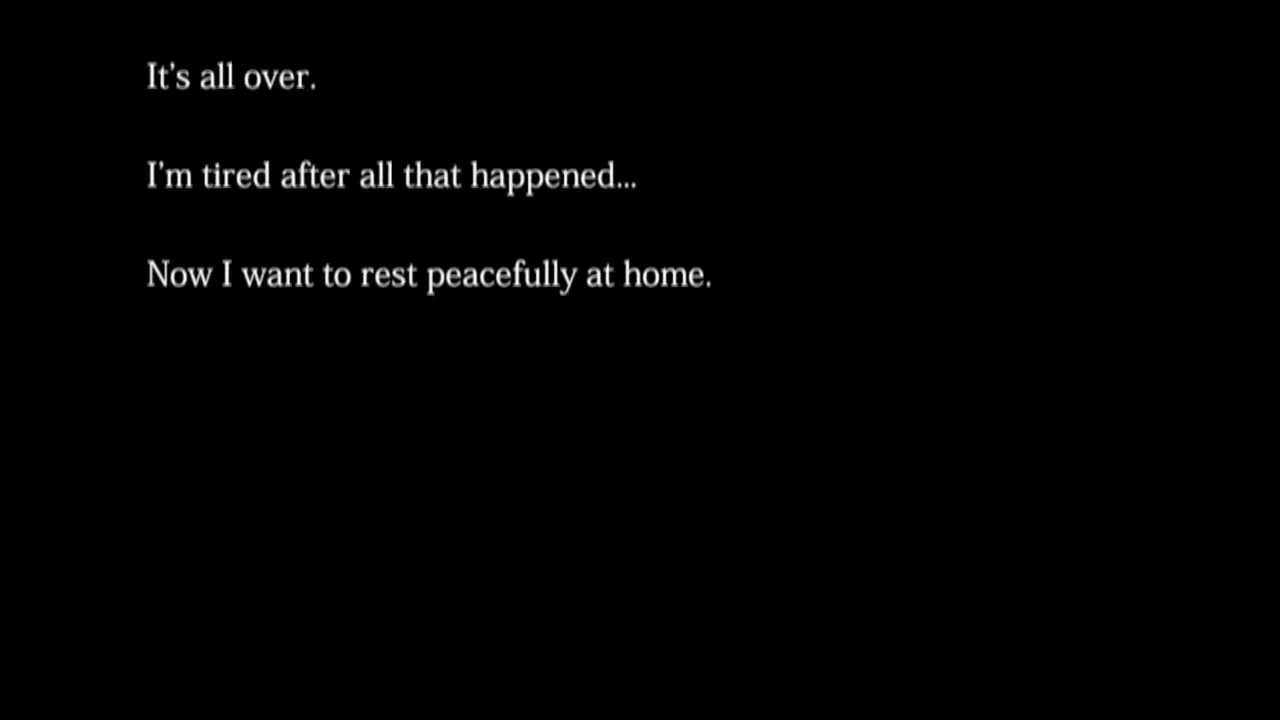 It’s all over.
I’m tired after all that happened...
Now I want to rest peacefully at home.